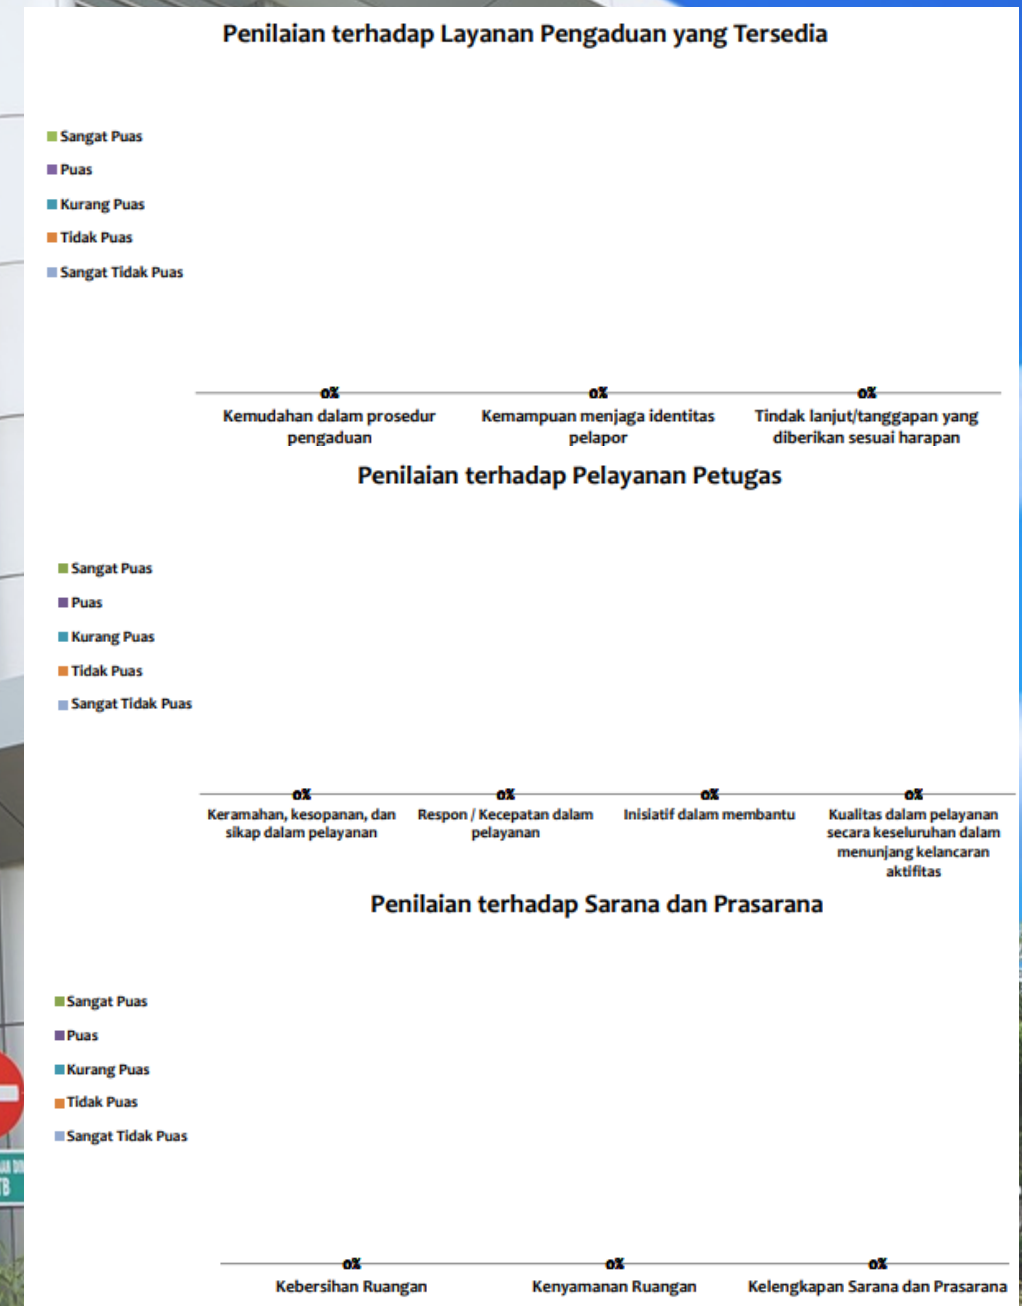 Penilaian terhadap Layanan Pengaduan yang Tersedia
Sangat Puas
Puas
Kurang Puas
Tidak Puas
Sangat Tidak Puas
0% 0% 0%
Kemudahan dalam prosedur
pengaduan
Kemampuan menjaga identitas
pelapor
Tindak lanjut/tanggapan yang
diberikan sesuai harapan
Penilaian terhadap Pelayanan Petugas
Sangat Puas
Puas
Kurang Puas
Tidak Puas
Sangat Tidak Puas
0% 0% 0% 0%
Keramahan, kesopanan, dan
sikap dalam pelayanan
Respon / Kecepatan dalam
pelayanan
Inisiatif dalam membantu
Kualitas dalam pelayanan
secara keseluruhan dalam
menunjang kelancaran
aktifitas
Penilaian terhadap Sarana dan Prasarana
Sangat Puas
Puas
Kurang Puas
Tidak Puas
Sangat Tidak Puas
0% 0% 0%
Kebersihan Ruangan
Kenyamanan Ruangan
Kelengkapan Sarana dan Prasarana